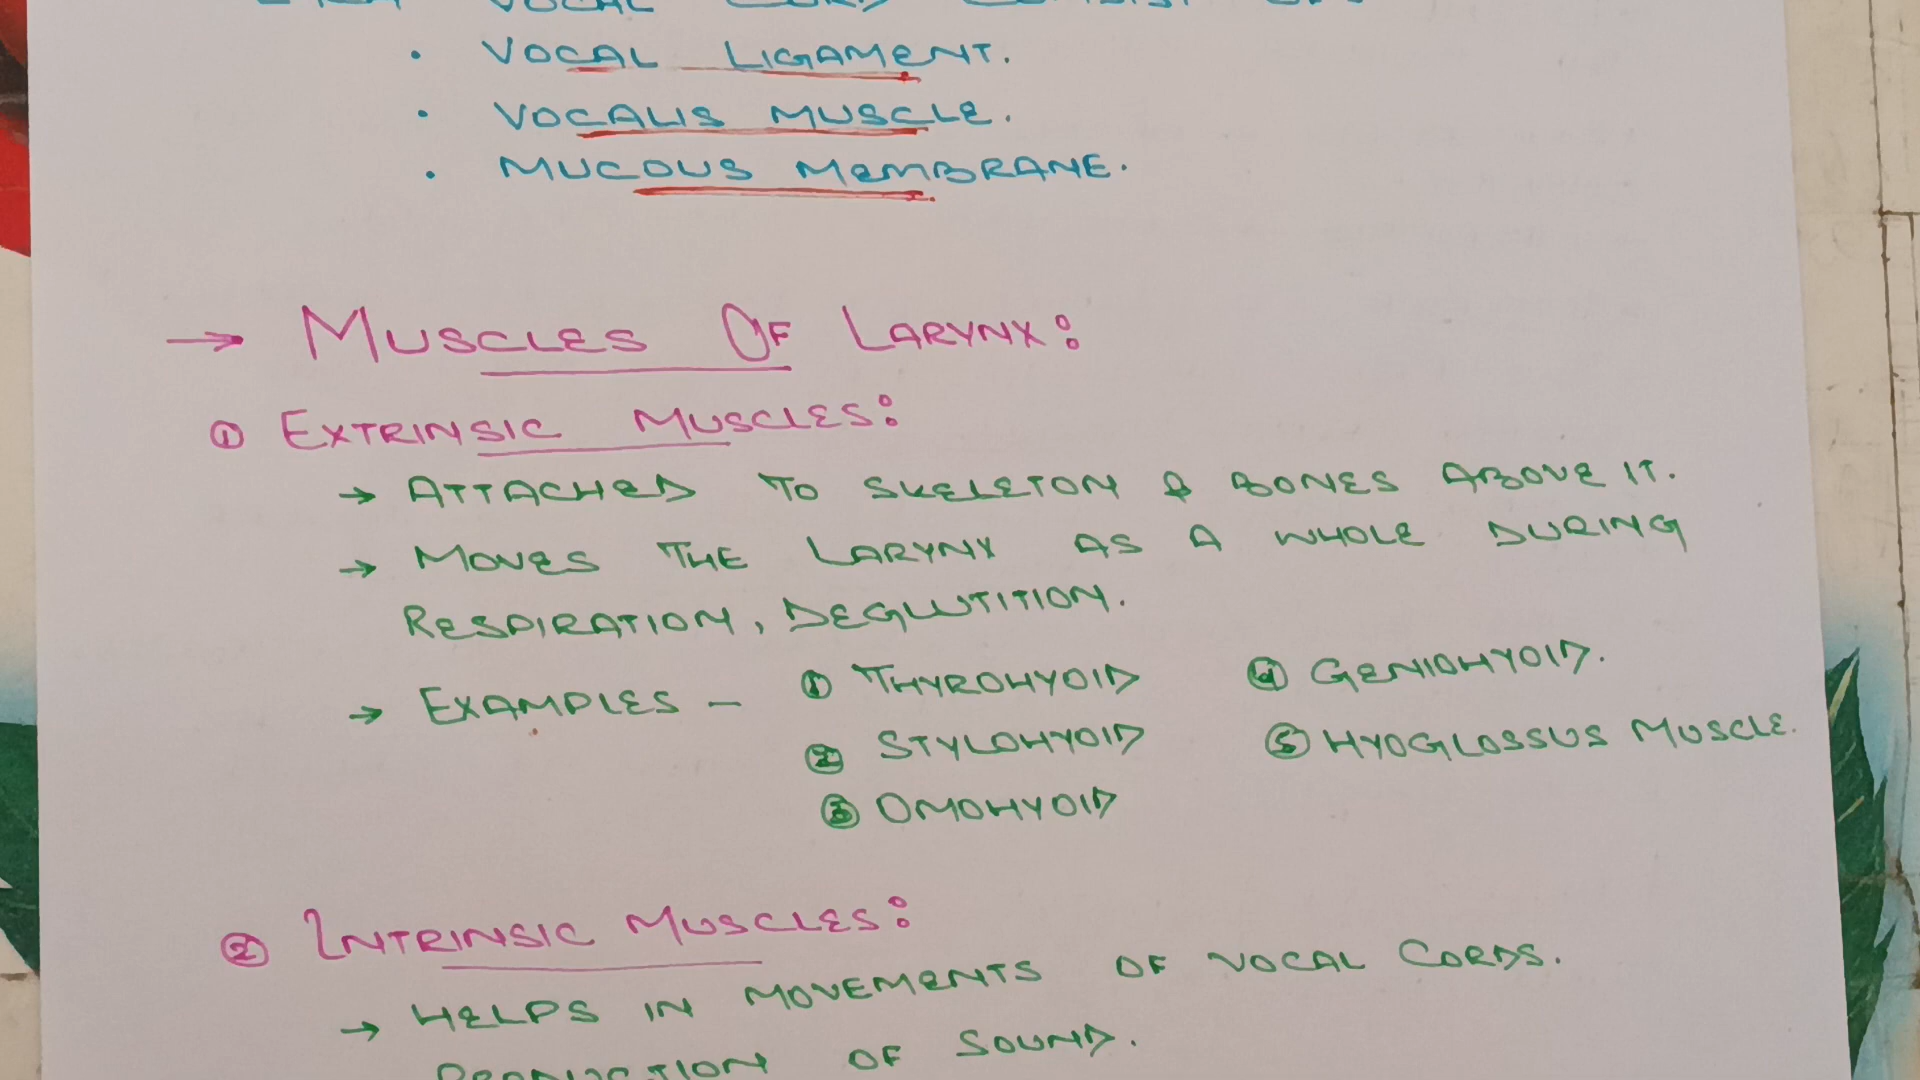 VOCAL
• VOCAL LIGAMENT.
• VOCALIS MUSCLE.
• MUCOUS MEMBRANE.
→ MUSCLES OF LARYNX:
① EXTRINSIC MUSCLES:
→ ATTACHED TO SKELETON & BONES ABOVE IT.
→ MOVES THE LARYNX AS A WHOLE DURING
RESPIRATION, DEGLUTITION.
→ EXAMPLES – ① THYROHYOID ④ GENIOHYOID.
② STYLOHYOID ⑤ HYOGLOSSUS MUSCLE.
③ OMOHYOID
② INTRINSIC MUSCLES:
→ HELPS IN MOVEMENTS OF VOCAL CORDS.
PRODUCTION OF SOUND.